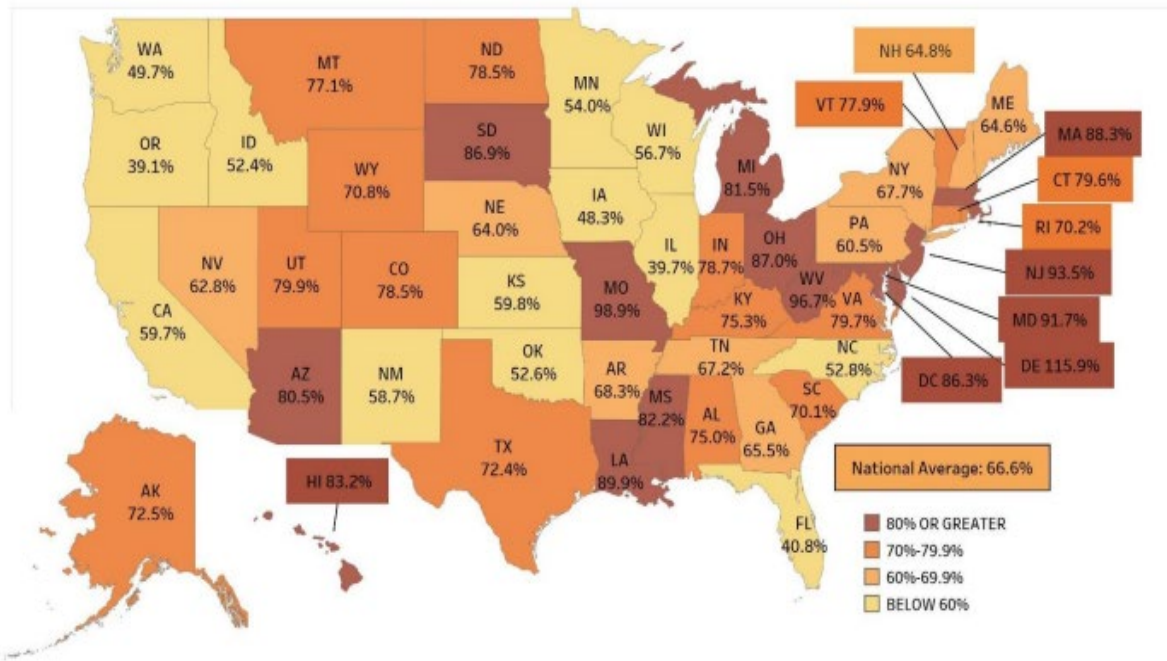 WA
49.7%
MT
77.1%
ND
78.5%
MN
54.0%
NH 64.8%
VT 77.9%
ME
64.6%
MA 88.3%
OR
39.1%
ID
52.4%
SD
86.9%
WI
56.7%
WY
70.8%
MI
81.5%
NY
67.7%
CT 79.6%
NE
64.0%
IA
48.3%
PA
60.5%
RI 70.2%
NV
62.8%
UT
79.9%
CO
78.5%
IL
39.7%
IN
78.7%
OH
87.0%
NJ 93.5%
CA
59.7%
KS
59.8%
MO
98.9%
WV
96.7%
VA
79.7%
KY
75.3%
MD 91.7%
AZ
80.5%
NM
58.7%
OK
52.6%
AR
68.3%
TN
67.2%
NC
52.8%
DC 86.3%
DE 115.9%
MS
82.2%
AL
75.0%
GA
65.5%
SC
70.1%
TX
72.4%
LA
89.9%
National Average: 66.6%
HI 83.2%
AK
72.5%
FL
40.8%
80% OR GREATER
70%-79.9%
60%-69.9%
BELOW 60%